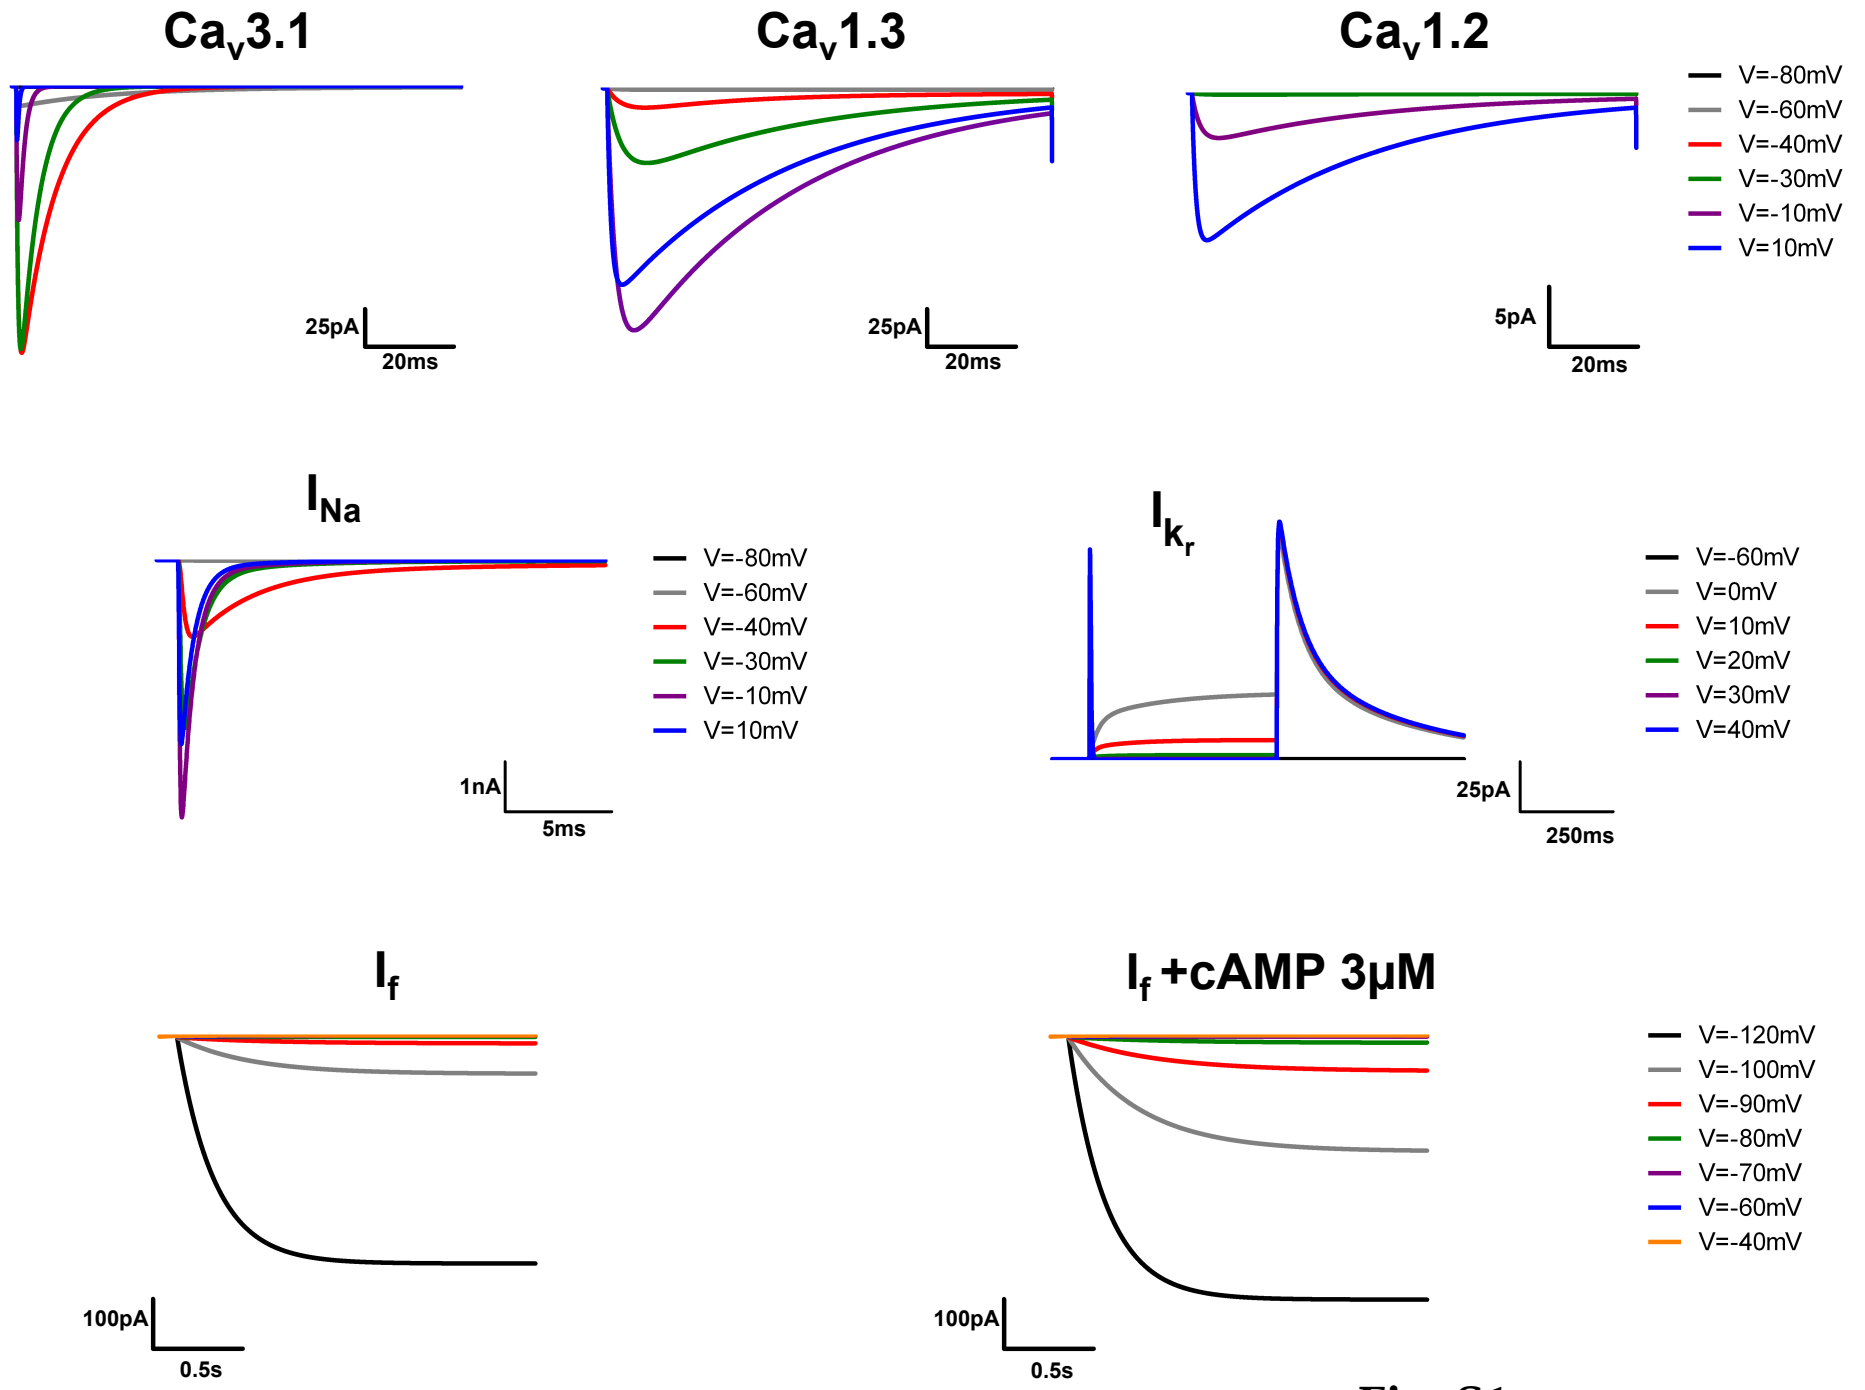 Cav3.1
Cav1.3
Cav1.2
V=-80mV
V=-60mV
V=-40mV
V=-30mV
V=-10mV
V=10mV
25pA
20ms
25pA
20ms
5pA
20ms
INa
V=-80mV
V=-60mV
V=-40mV
V=-30mV
V=-10mV
V=10mV
1nA
5ms
Ikr
V=-60mV
V=0mV
V=10mV
V=20mV
V=30mV
V=40mV
25pA
250ms
If
100pA
0.5s
If +cAMP 3µM
V=-120mV
V=-100mV
V=-90mV
V=-80mV
V=-70mV
V=-60mV
V=-40mV
100pA
0.5s